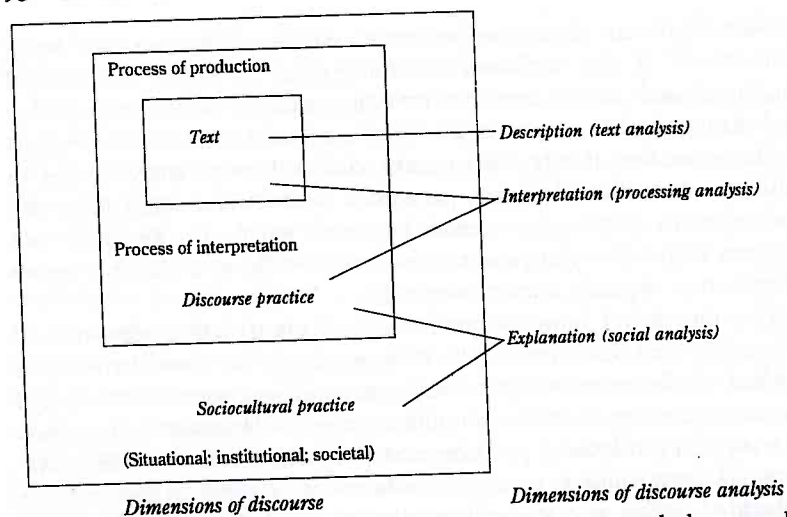 Process of production
Text
Description (text analysis)
Interpretation (processing analysis)
Process of interpretation
Discourse practice
Explanation (social analysis)
Sociocultural practice
(Situational; institutional; societal)
Dimensions of discourse
Dimensions of discourse analysis